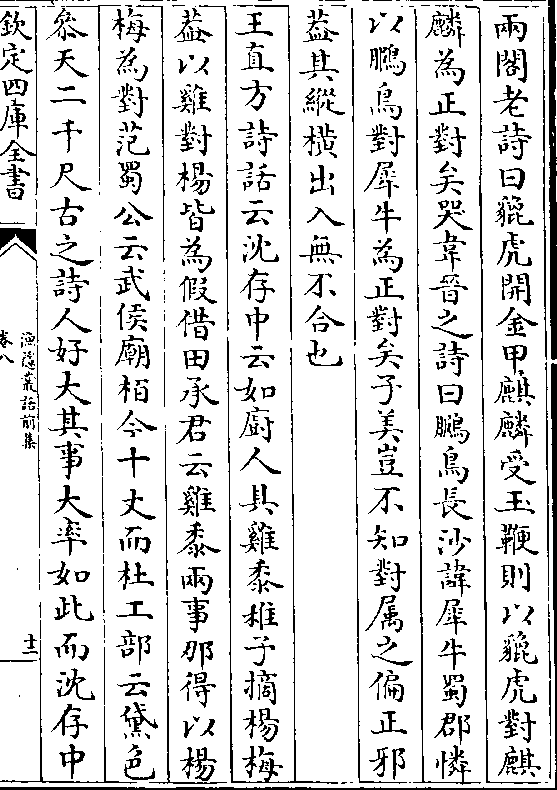 兩閣老詩曰貔虎開金甲麒麟受玉鞭則以貔虎對麒
麟為正對矣哭韋晉之詩曰鵬鳥長沙諱犀牛蜀郡憐
以鵬鳥對犀牛為正對矣子美豈不知對属之偏正邪
葢其縱横出入無不合也
王直方詩話云沈存中云如廚人具雞黍稚子摘楊梅
葢以雞對楊皆為假借田承君云雞黍兩事那得以楊
梅為對范蜀公云武侯廟栢今十丈而杜工部云黛色
叅天二千尺古之詩人好大其事大率如此而沈存中
欽定四庫全書
漁隱叢話前集
卷八
十三